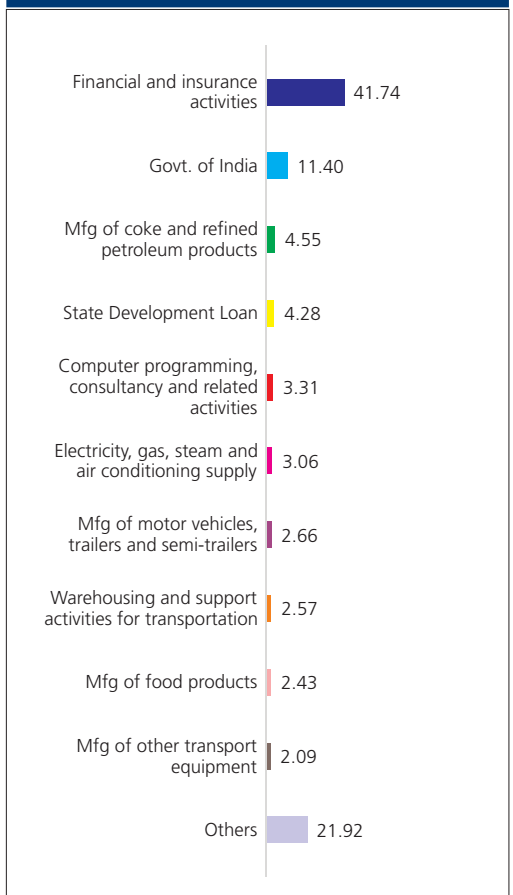 Financial and insurance
activities
41.74
Govt. of India
11.40
Mfg of coke and refined
petroleum products
4.55
State Development Loan
4.28
Computer programming,
consultancy and related
activities
3.31
Electricity, gas, steam and
air conditioning supply
3.06
Mfg of motor vehicles,
trailers and semi-trailers
2.66
Warehousing and support
activities for transportation
2.57
Mfg of food products
2.43
Mfg of other transport
equipment
2.09
Others
21.92